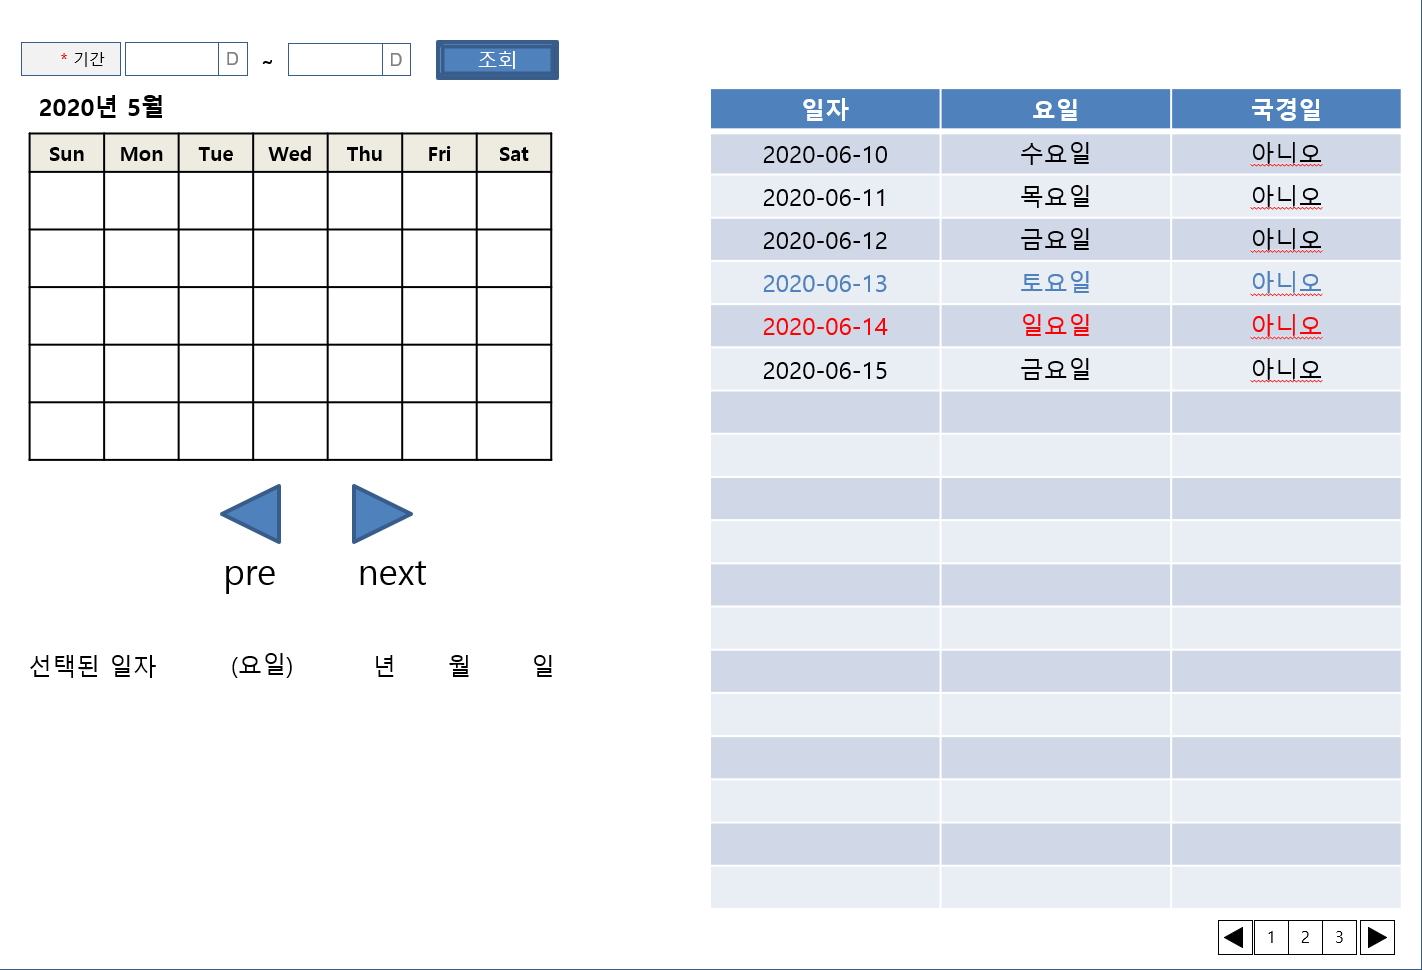 * 기간 D ~ D 조회
2020년 5월
Sun Mon Tue Wed Thu Fri Sat
pre next
선택된 일자 (요일) 년 월 일
일자 요일 국경일
2020-06-10 수요일 아니오
2020-06-11 목요일 아니오
2020-06-12 금요일 아니오
2020-06-13 토요일 아니오
2020-06-14 일요일 아니오
2020-06-15 금요일 아니오
1 2 3